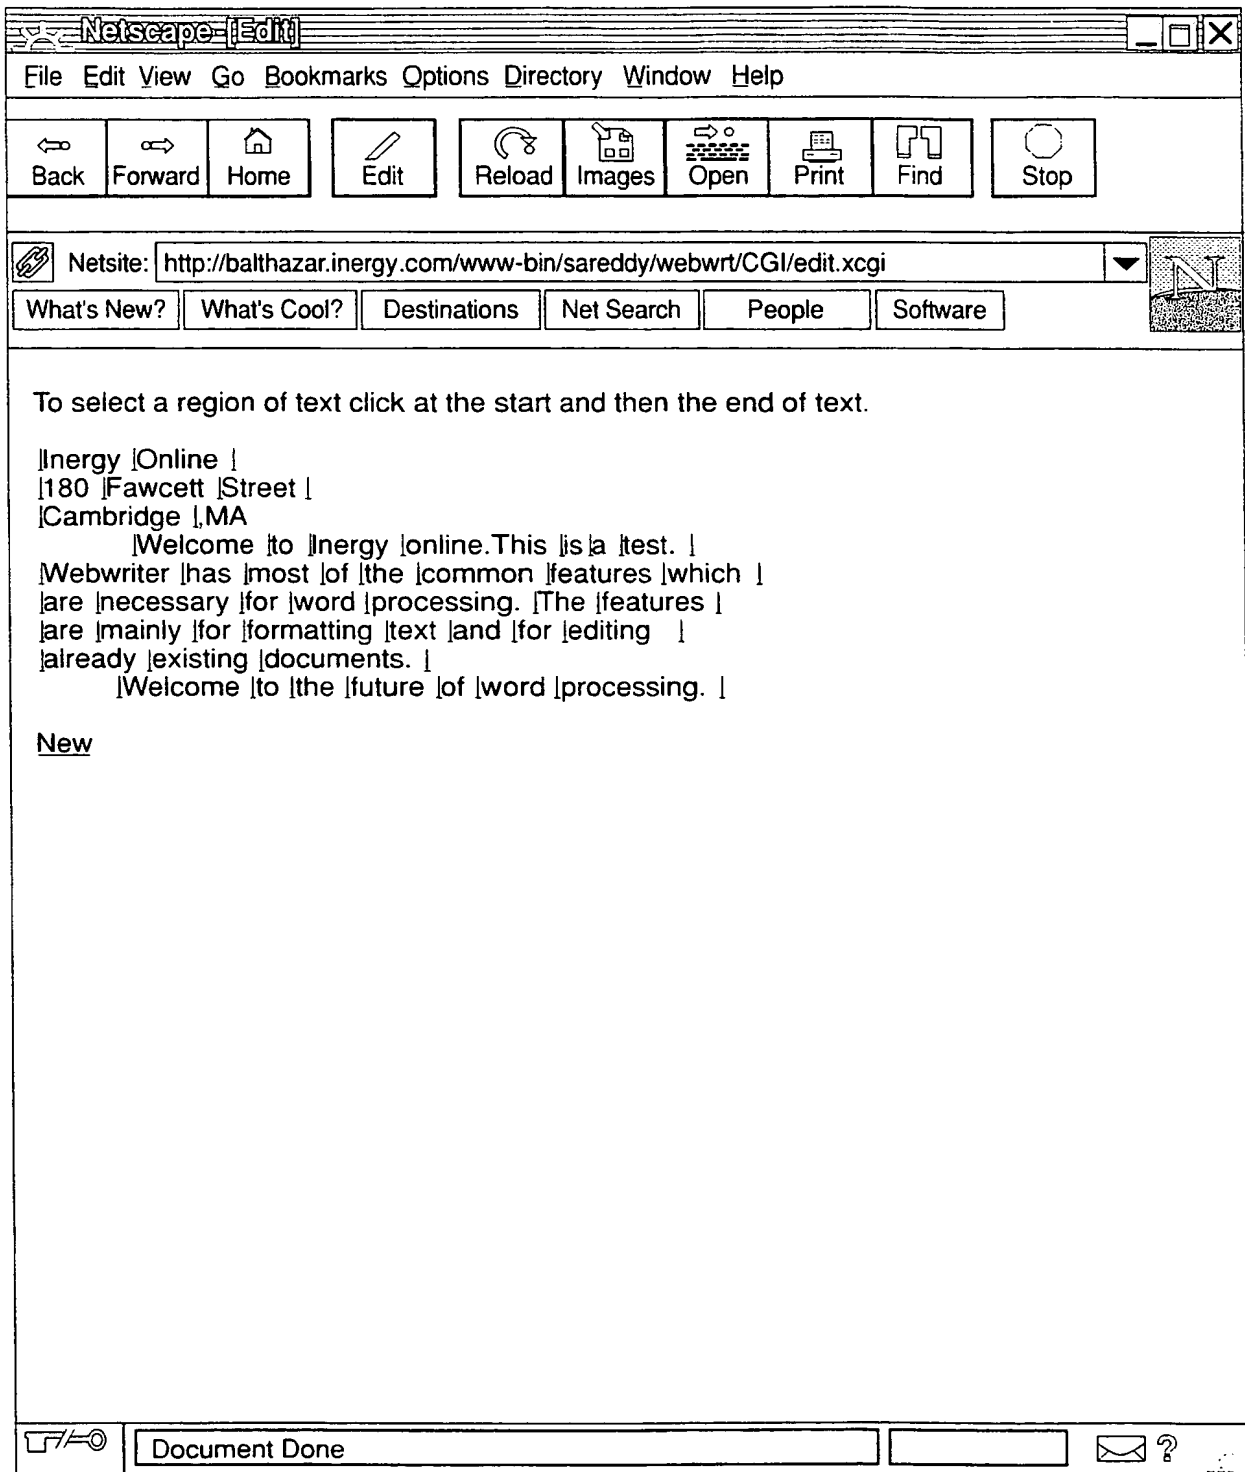 Netscape-[Edit]
File Edit View Go Bookmarks Options Directory Window Help
Back Forward Home Edit Reload Images Open Print Find Stop
Netsite: http://balthazar.inergy.com/www-bin/sareddy/webwrt/CGI/edit.xcgi
N
What's New? What's Cool? Destinations Net Search People Software
To select a region of text click at the start and then the end of text.
|Inergy |Online |
|180 |Fawcett |Street |
|Cambridge |,MA
|Welcome |to |Inergy |online.This |is |a |test. |
|Webwriter |has |most |of |the |common |features |which |
|are |necessary |for |word |processing. |The |features |
|are |mainly |for |formatting |text |and |for |editing |
|already |existing |documents. |
|Welcome |to |the |future |of |word |processing. |
New
Document Done
?